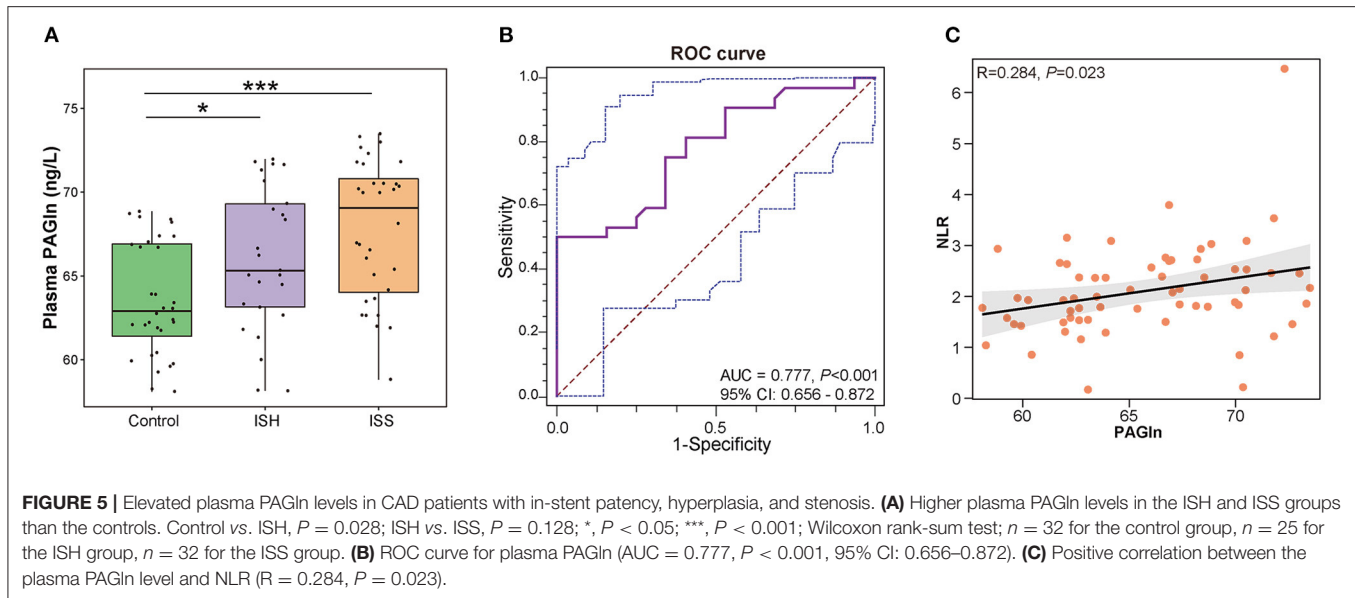 A
B
C
ROC curve
***
*
R=0.284, P=0.023
Plasma PAGln (ng/L)
75
70
65
60
Control
ISH
ISS
Sensitivity
1.0
0.8
0.6
0.4
0.2
0.0
AUC = 0.777, P<0.001
95% CI: 0.656 - 0.872
0.0
0.5
1.0
1-Specificity
NLR
6
5
4
3
2
1
0
60
65
70
PAGln
FIGURE 5 | Elevated plasma PAGln levels in CAD patients with in-stent patency, hyperplasia, and stenosis. (A) Higher plasma PAGln levels in the ISH and ISS groups
than the controls. Control vs. ISH, P = 0.028; ISH vs. ISS, P = 0.128; *, P < 0.05; ***, P < 0.001; Wilcoxon rank-sum test; n = 32 for the control group, n = 25 for
the ISH group, n = 32 for the ISS group. (B) ROC curve for plasma PAGln (AUC = 0.777, P < 0.001, 95% CI: 0.656–0.872). (C) Positive correlation between the
plasma PAGln level and NLR (R = 0.284, P = 0.023).